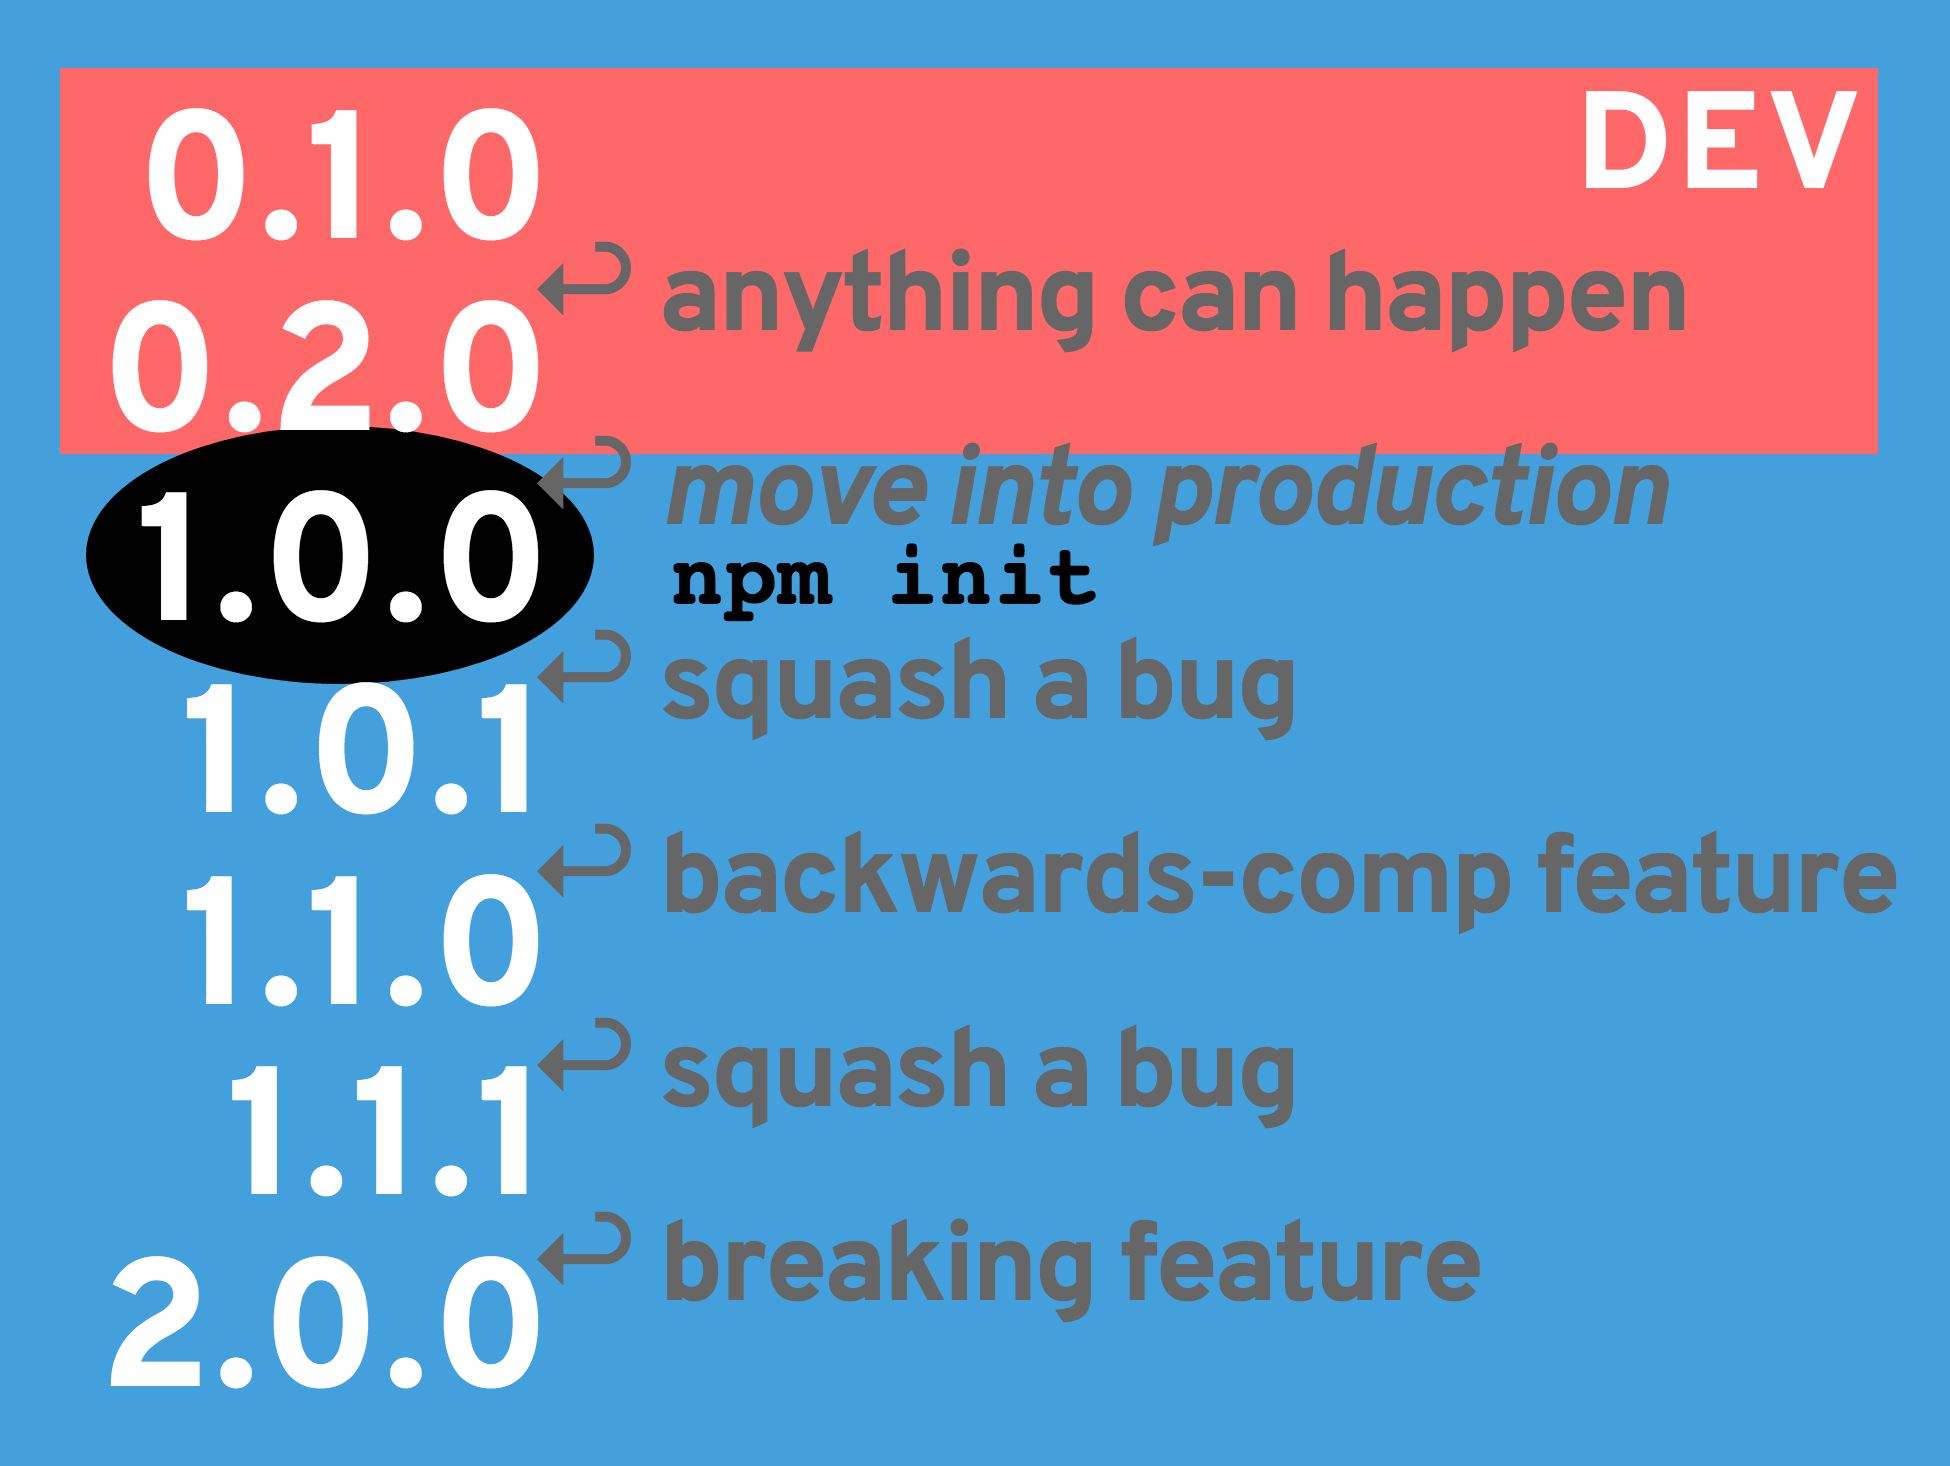 DEV
0.1.0
anything can happen
0.2.0
move into production
1.0.0
npm init
squash a bug
1.0.1
backwards-comp feature
1.1.0
squash a bug
1.1.1
breaking feature
2.0.0